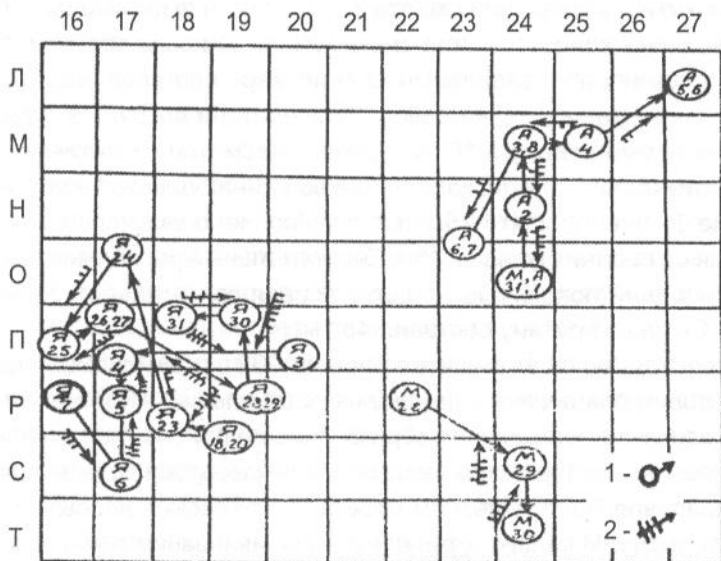 16 17 18 19 20 22 23 24 25 26 27
Л
А 5,6
М
А 3,8
А 4
Н
А 2
А 6,7
О
Я 24
М, А 31, 1
П
Я 26,27
Я 31
Я 30
Я 25
Я 4
Я 3
Р
Я 5
Я 23
Я 28,29
М
Я 18,20
С
Я 6
М 29
1.
Т
М 30
2.